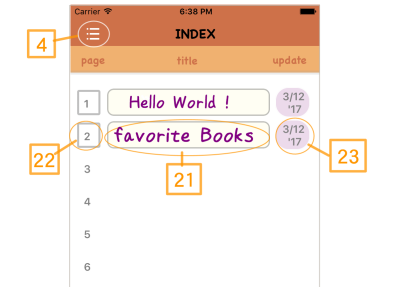 Carrier 6:38 PM
4
INDEX
page title update
1 Hello World ! 3/12 '17
2 favorite Books 3/12 '17
22 21 23
3
4
5
6